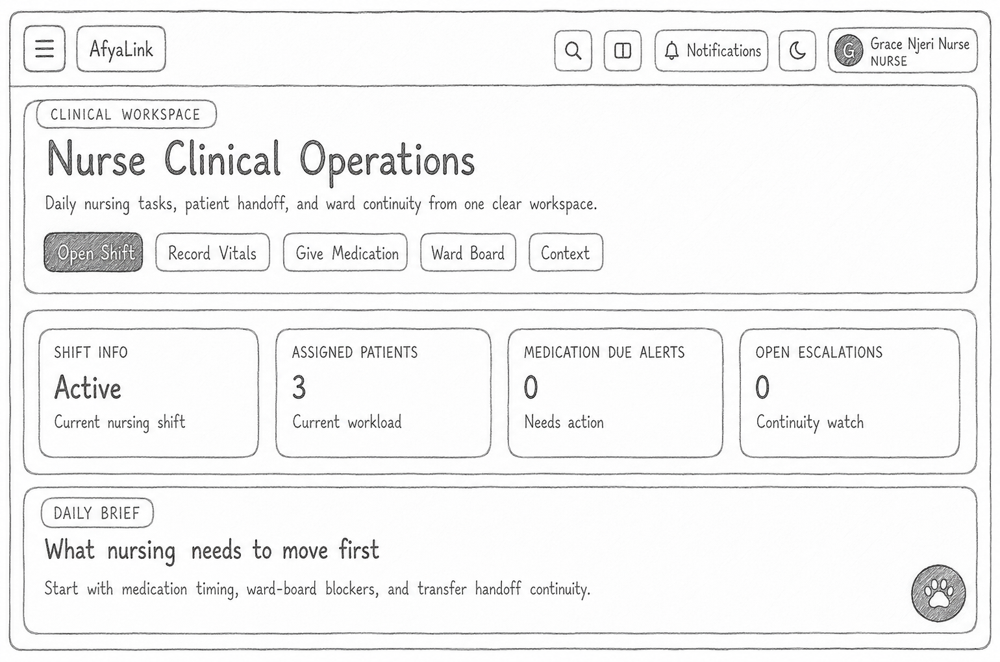 AfyaLink
Notifications
G
Grace Njeri Nurse
NURSE
CLINICAL WORKSPACE
Nurse Clinical Operations
Daily nursing tasks, patient handoff, and ward continuity from one clear workspace.
Open Shift
Record Vitals
Give Medication
Ward Board
Context
SHIFT INFO
Active
Current nursing shift
ASSIGNED PATIENTS
3
Current workload
MEDICATION DUE ALERTS
0
Needs action
OPEN ESCALATIONS
0
Continuity watch
DAILY BRIEF
What nursing needs to move first
Start with medication timing, ward-board blockers, and transfer handoff continuity.